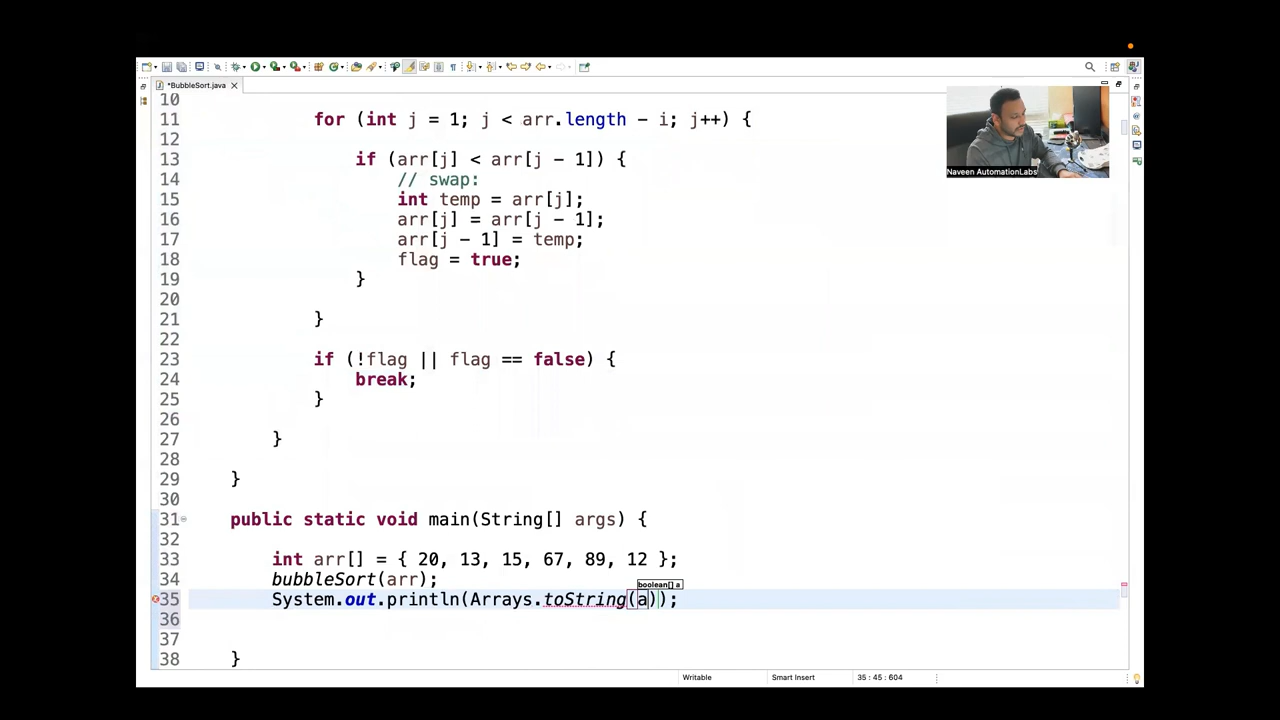 *BubbleSort.java
10
11 for (int j = 1; j < arr.length - i; j++) {
12
13 if (arr[j] < arr[j - 1]) {
14 // swap:
15 int temp = arr[j];
16 arr[j] = arr[j - 1];
17 arr[j - 1] = temp;
18 flag = true;
19 }
20
21 }
22
23 if (!flag || flag == false) {
24 break;
25 }
26
27 }
28
29 }
30
31 public static void main(String[] args) {
32
33 int arr[] = { 20, 13, 15, 67, 89, 12 };
34 bubbleSort(arr);
boolean[] a
35 System.out.println(Arrays.toString(a));
36
37
38 }
Naveen AutomationLabs
Writable Smart Insert 35 : 45 : 604